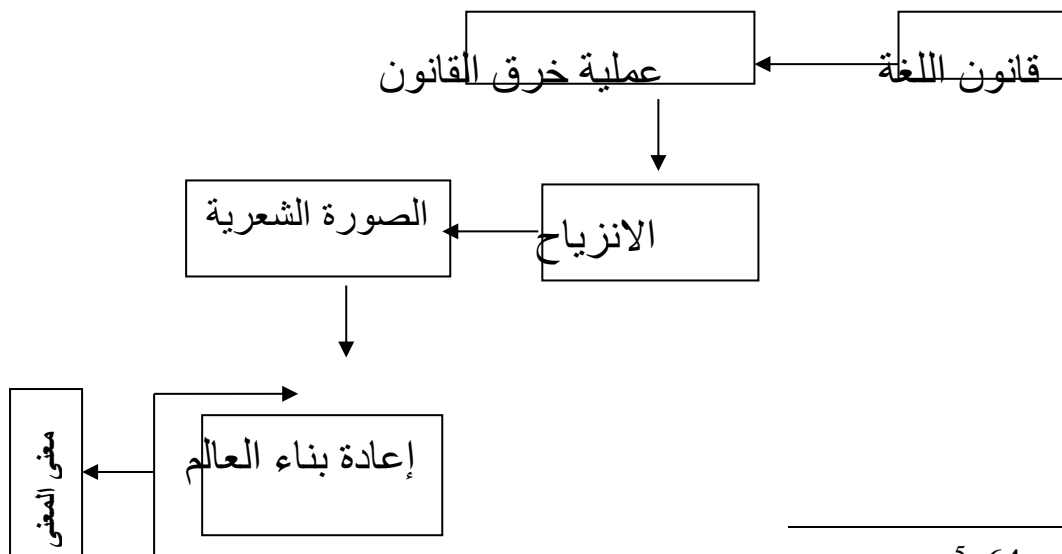 قانون اللغة
عملية خرق القانون
الانزياح
الصورة الشعرية
إعادة بناء العالم
معنى المعنى